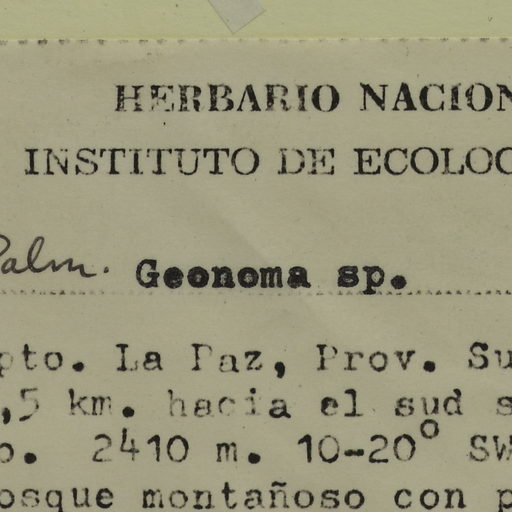 HERBARIO NACION
INSTITUTO DE ECOLOG
Palm. Geonoma sp.
pto. La Paz, Prov. Su
,5 km. hacia el sud s
o. 2410 m. 10-20° SW
osque montañoso con p